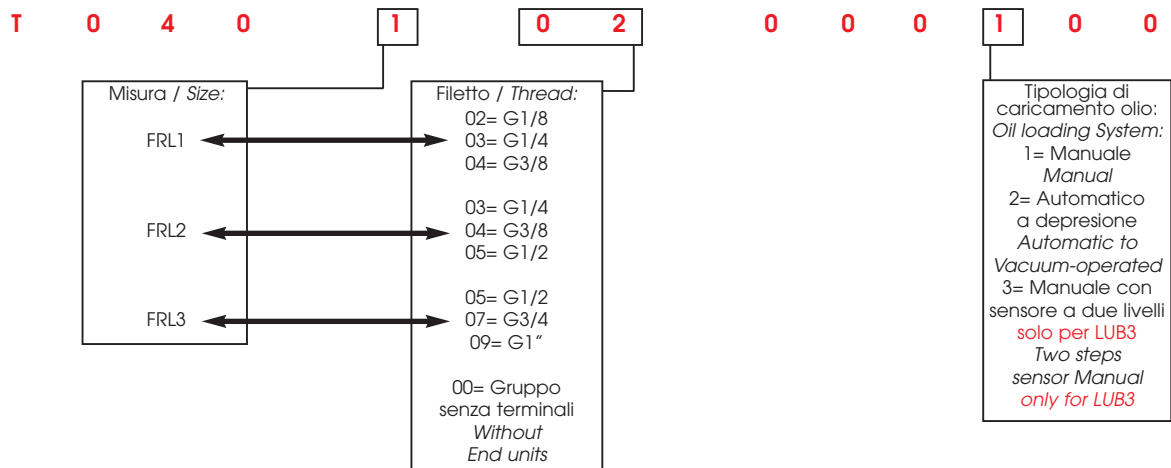 T 0 4 0 1 0 2 0 0 0 1 0 0
Misura / Size:
FRL1
FRL2
FRL3
Filetto / Thread:
02= G1/8
03= G1/4
04= G3/8
03= G1/4
04= G3/8
05= G1/2
05= G1/2
07= G3/4
09= G1”
00= Gruppo
senza terminali
Without
End units
Tipologia di
caricamento olio:
Oil loading System:
1= Manuale
Manual
2= Automatico
a depresione
Automatic to
Vacuum-operated
3= Manuale con
sensore a due livelli
solo per LUB3
Two steps
sensor Manual
only for LUB3